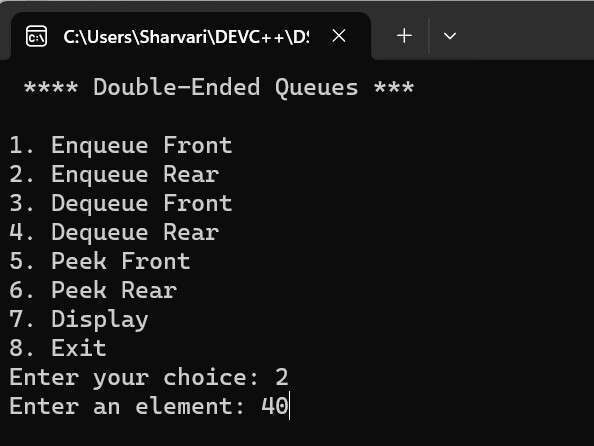 C:\Users\Sharvari\DEVC++\DS
**** Double-Ended Queues ***
1. Enqueue Front
2. Enqueue Rear
3. Dequeue Front
4. Dequeue Rear
5. Peek Front
6. Peek Rear
7. Display
8. Exit
Enter your choice: 2
Enter an element: 40